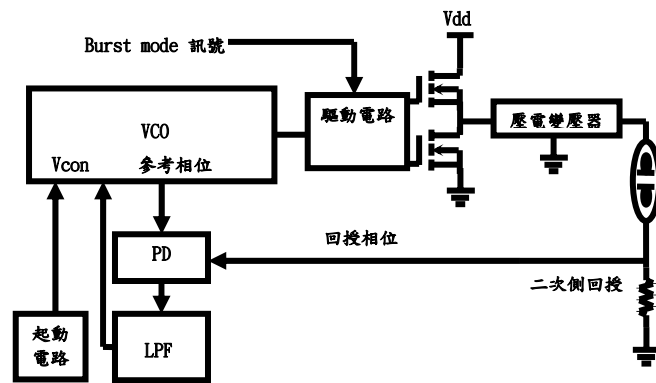 Vdd
Burst mode 訊號
VCO
驅動電路
壓電變壓器
Vcon
參考相位
PD
回授相位
二次側回授
起動
電路
LPF